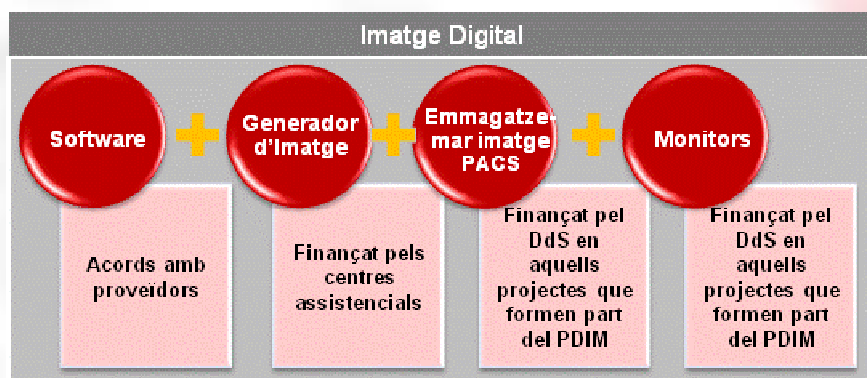 Imatge Digital
Software
Generador
d'Imatge
Emmagatze-
mar imatge
PACS
Monitors
Acords amb
proveïdors
Finançat pels
centres
assistencials
Finançat pel
DdS en
aquells
projectes que
formen part
del PDIM
Finançat pel
DdS en
aquells
projectes que
formen part
del PDIM